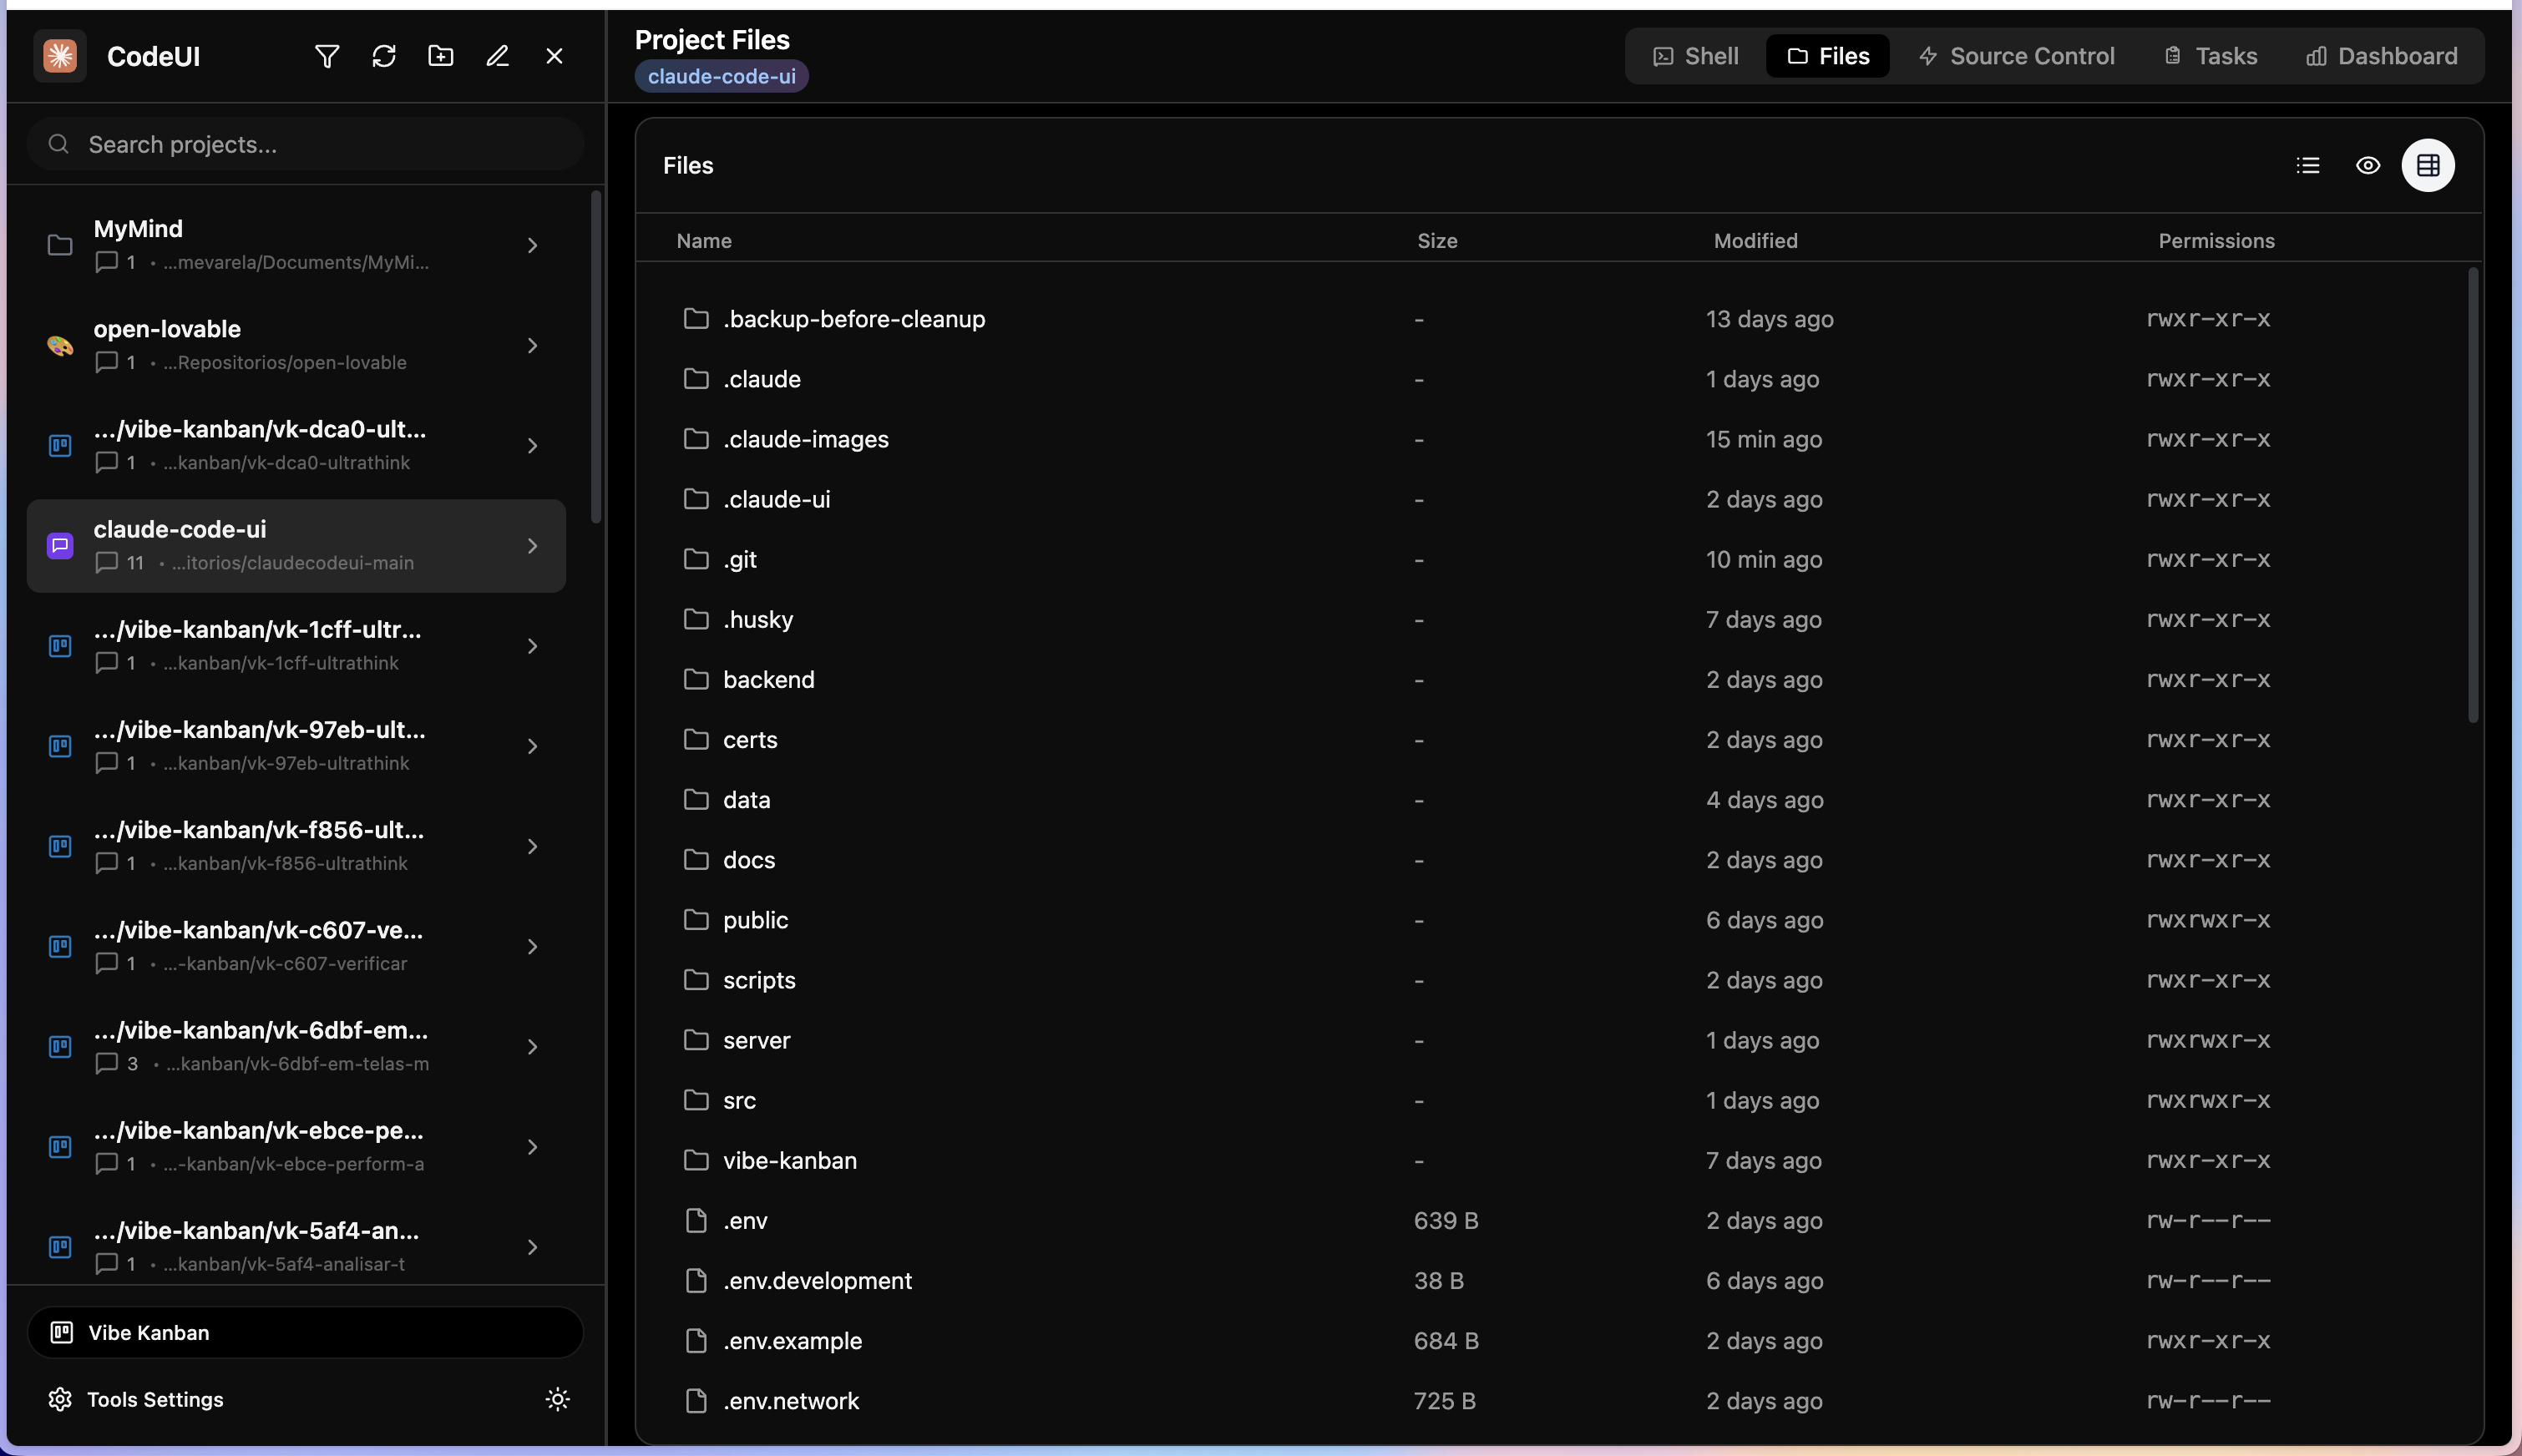 CodeUI
Search projects...
MyMind
1 • ...mevarela/Documents/MyMi...
open-lovable
1 • ...Repositorios/open-lovable
.../vibe-kanban/vk-dca0-ult...
1 • ...kanban/vk-dca0-ultrathink
claude-code-ui
11 • ...itorios/claudecodeui-main
.../vibe-kanban/vk-1cff-ultr...
1 • ...kanban/vk-1cff-ultrathink
.../vibe-kanban/vk-97eb-ult...
1 • ...kanban/vk-97eb-ultrathink
.../vibe-kanban/vk-f856-ult...
1 • ...kanban/vk-f856-ultrathink
.../vibe-kanban/vk-c607-ve...
1 • ...-kanban/vk-c607-verificar
.../vibe-kanban/vk-6dbf-em...
3 • ...kanban/vk-6dbf-em-telas-m
.../vibe-kanban/vk-ebce-pe...
1 • ...-kanban/vk-ebce-perform-a
.../vibe-kanban/vk-5af4-an...
1 • ...kanban/vk-5af4-analisar-t
Vibe Kanban
Tools Settings
Project Files
claude-code-ui
Shell Files Source Control Tasks Dashboard
Files
Name Size Modified Permissions
.backup-before-cleanup - 13 days ago rwxr-xr-x
.claude - 1 days ago rwxr-xr-x
.claude-images - 15 min ago rwxr-xr-x
.claude-ui - 2 days ago rwxr-xr-x
.git - 10 min ago rwxr-xr-x
.husky - 7 days ago rwxr-xr-x
backend - 2 days ago rwxr-xr-x
certs - 2 days ago rwxr-xr-x
data - 4 days ago rwxr-xr-x
docs - 2 days ago rwxr-xr-x
public - 6 days ago rwxrwxr-x
scripts - 2 days ago rwxr-xr-x
server - 1 days ago rwxrwxr-x
src - 1 days ago rwxrwxr-x
vibe-kanban - 7 days ago rwxr-xr-x
.env 639 B 2 days ago rw-r--r--
.env.development 38 B 6 days ago rw-r--r--
.env.example 684 B 2 days ago rwxr-xr-x
.env.network 725 B 2 days ago rw-r--r--